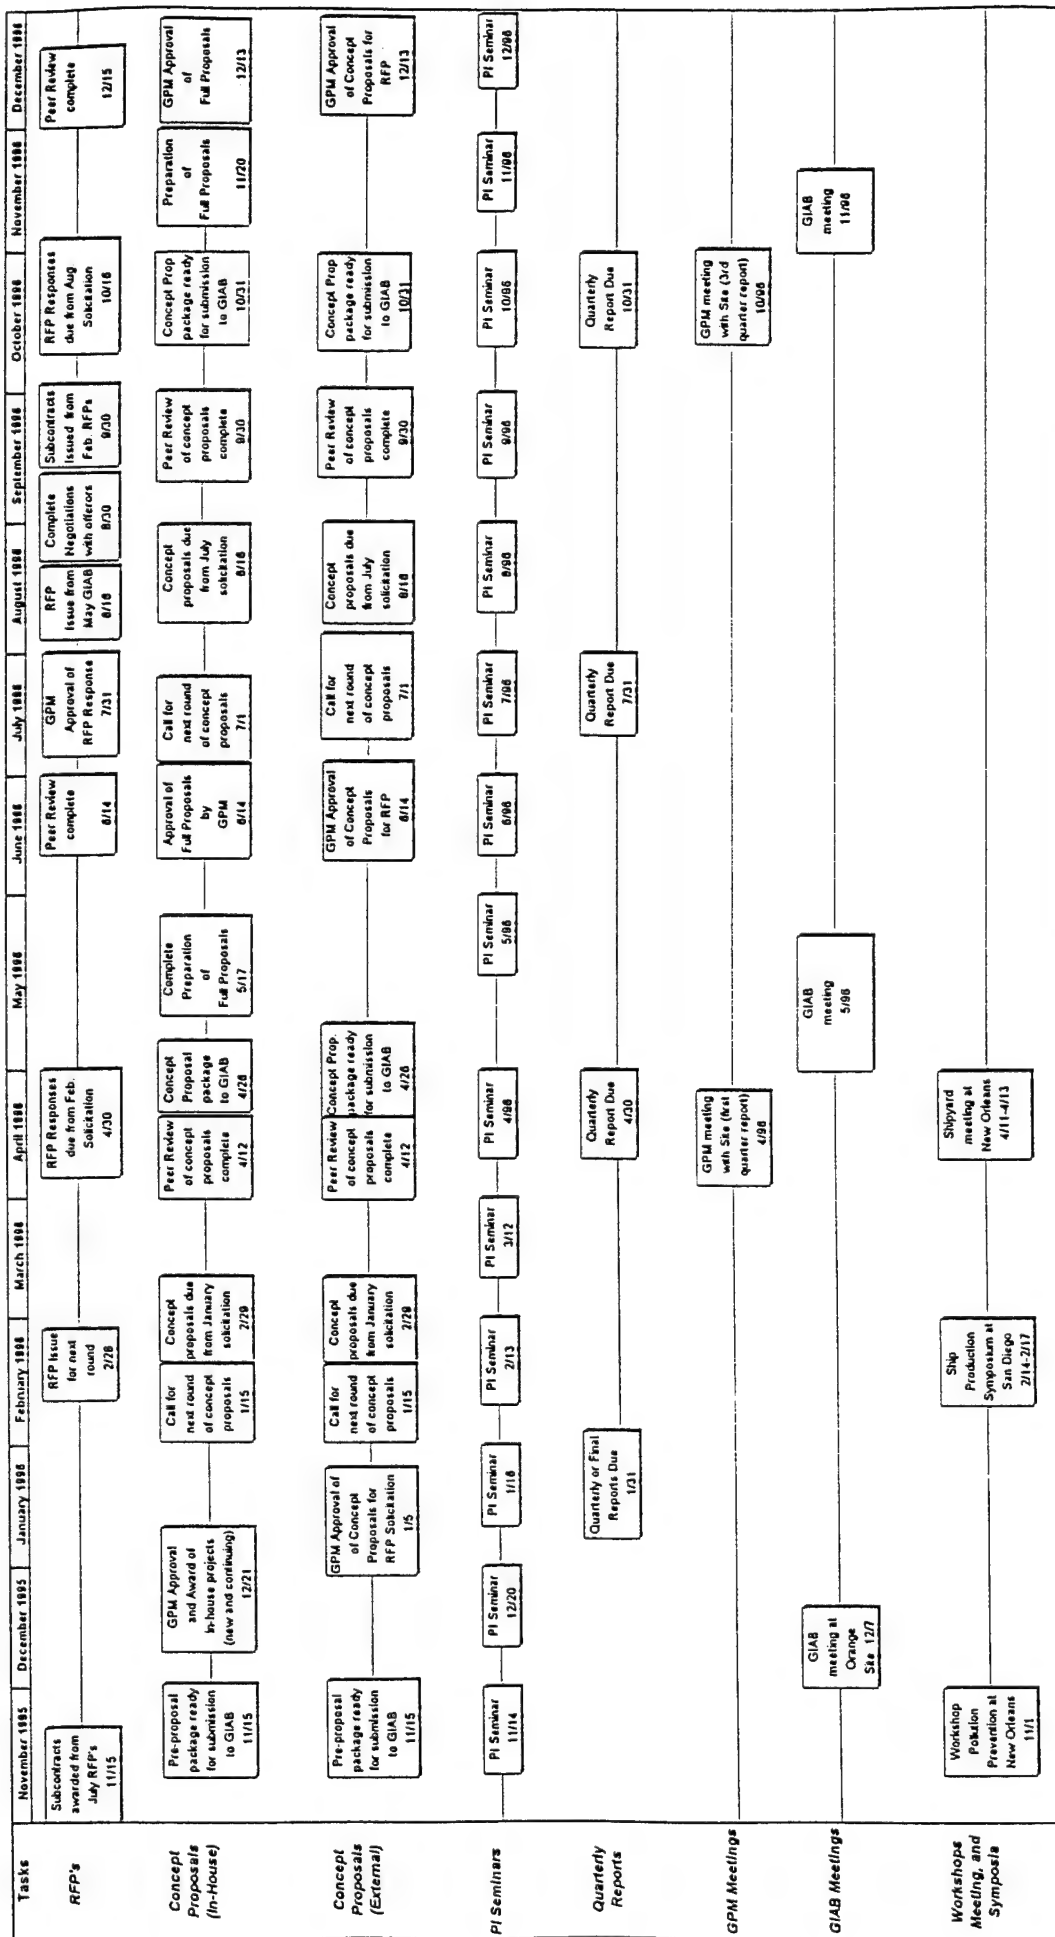 Tasks
November 1995
December 1995
January 1996
February 1996
March 1996
April 1996
May 1996
June 1996
July 1996
August 1996
September 1996
October 1996
November 1996
December 1996
RFP's
Subcontracts
awarded from
July RFP's
11/15
RFP Issue
for next
round
2/28
RFP Responses
due from Feb.
Solicitation
4/30
Peer Review
complete
6/14
GPM
Approval of
RFP Response
7/31
RFP
Issue from
May GIAB
8/16
Complete
Negotiations
with offerors
8/30
Subcontracts
Issued from
Feb. RFPs
9/30
RFP Responses
due from Aug
Solicitation
10/16
Peer Review
complete
12/15
Concept
Proposals
(In-House)
Pre-proposal
package ready
for submission
to GIAB
11/15
GPM Approval
and Award of
In-house projects
(new and continuing)
12/21
Call for
next round
of concept
proposals
1/15
Concept
proposals due
from January
solicitation
2/29
Peer Review
of concept
proposals
complete
4/12
Concept
Proposal
package
to GIAB
4/26
Complete
Preparation
of
Full Proposals
5/17
Approval of
Full Proposals
by
GPM
6/14
Call for
next round
of concept
proposals
7/1
Concept
proposals due
from July
solicitation
8/16
Peer Review
of concept
proposals
complete
9/30
Concept Prop
package ready
for submission
to GIAB
10/31
Preparation
of
Full Proposals
11/20
GPM Approval
of
Full Proposals
12/13
Concept
Proposals
(External)
Pre-proposal
package ready
for submission
to GIAB
11/15
GPM Approval
of Concept
Proposals for
RFP Solicitation
1/5
Call for
next round
of concept
proposals
1/15
Concept
proposals due
from January
solicitation
2/29
Peer Review
of concept
proposals
complete
4/12
Concept Prop.
package ready
for submission
to GIAB
4/26
GPM Approval
of Concept
Proposals
for RFP
6/14
Call for
next round
of concept
proposals
7/1
Concept
proposals due
from July
solicitation
8/16
Peer Review
of concept
proposals
complete
9/30
Concept Prop
package ready
for submission
to GIAB
10/31
GPM Approval
of Concept
Proposals for
RFP
12/13
PI Seminars
PI Seminar
11/14
PI Seminar
12/20
PI Seminar
1/16
PI Seminar
2/13
PI Seminar
3/12
PI Seminar
4/96
PI Seminar
5/96
PI Seminar
6/96
PI Seminar
7/96
PI Seminar
8/96
PI Seminar
9/96
PI Seminar
10/96
PI Seminar
11/96
PI Seminar
12/96
Quarterly
Reports
Quarterly or Final
Reports Due
1/31
Quarterly
Report Due
4/30
Quarterly
Report Due
7/31
Quarterly
Report Due
10/31
GPM Meetings
GPM meeting
with Site (first
quarter report)
4/96
GPM meeting
with Site (3rd
quarter report)
10/96
GIAB Meetings
GIAB
meeting at
Orange
Site 12/7
GIAB
meeting
5/96
GIAB
meeting
11/96
Workshops
Meeting, and
Symposia
Workshop
Pollution
Prevention at
New Orleans
11/1
Ship
Production
Symposium at
San Diego
2/14-2/17
Shipyard
meeting at
New Orleans
4/11-4/13